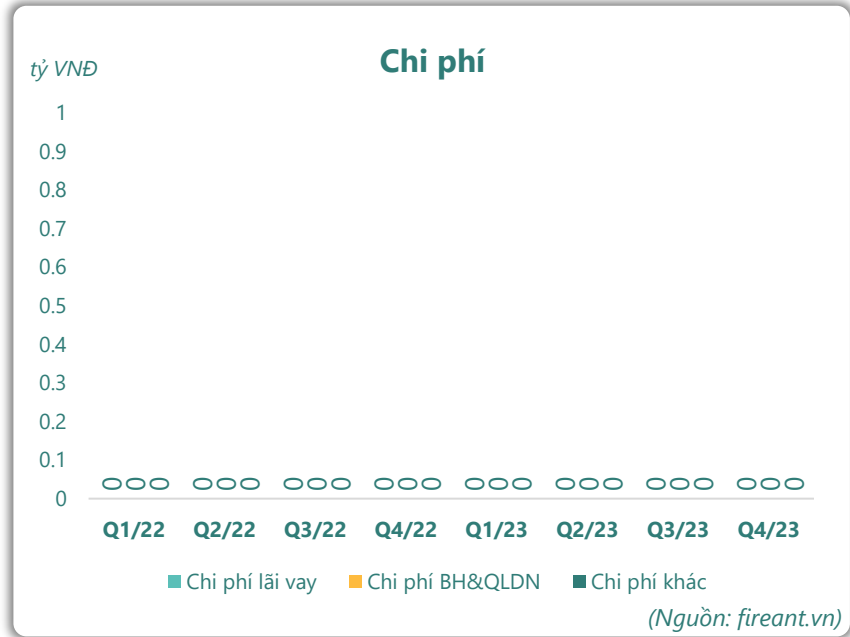 Chi phí
tỷ VNĐ
1
0.9
0.8
0.7
0.6
0.5
0.4
0.3
0.2
0.1
0
0 0 0 0 0 0 0 0 0 0 0 0 0 0 0 0 0 0 0 0 0 0 0 0
Q1/22 Q2/22 Q3/22 Q4/22 Q1/23 Q2/23 Q3/23 Q4/23
Chi phí lãi vay Chi phí BH&QLDN Chi phí khác
(Nguồn: fireant.vn)